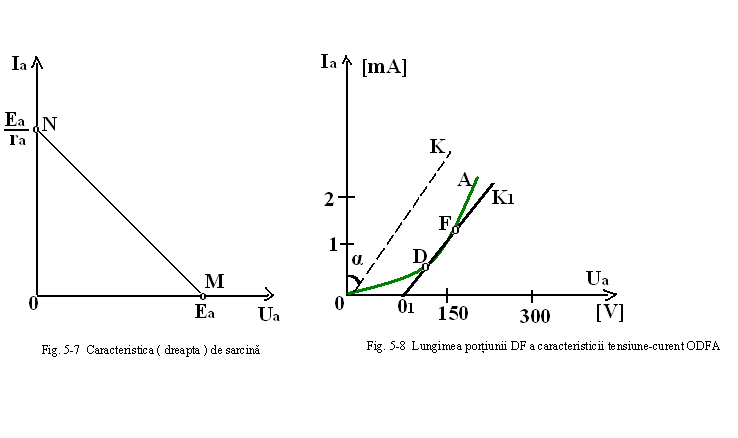 Ia
Ea
ra
N
M
0
Ea
Ua
Fig. 5-7 Caracteristica ( dreapta ) de sarcină
Ia [mA]
K
A
2
K1
F
1
α
D
Ua
0
01
150
300
[V]
Fig. 5-8 Lungimea porțiunii DF a caracteristicii tensiune-curent ODFA